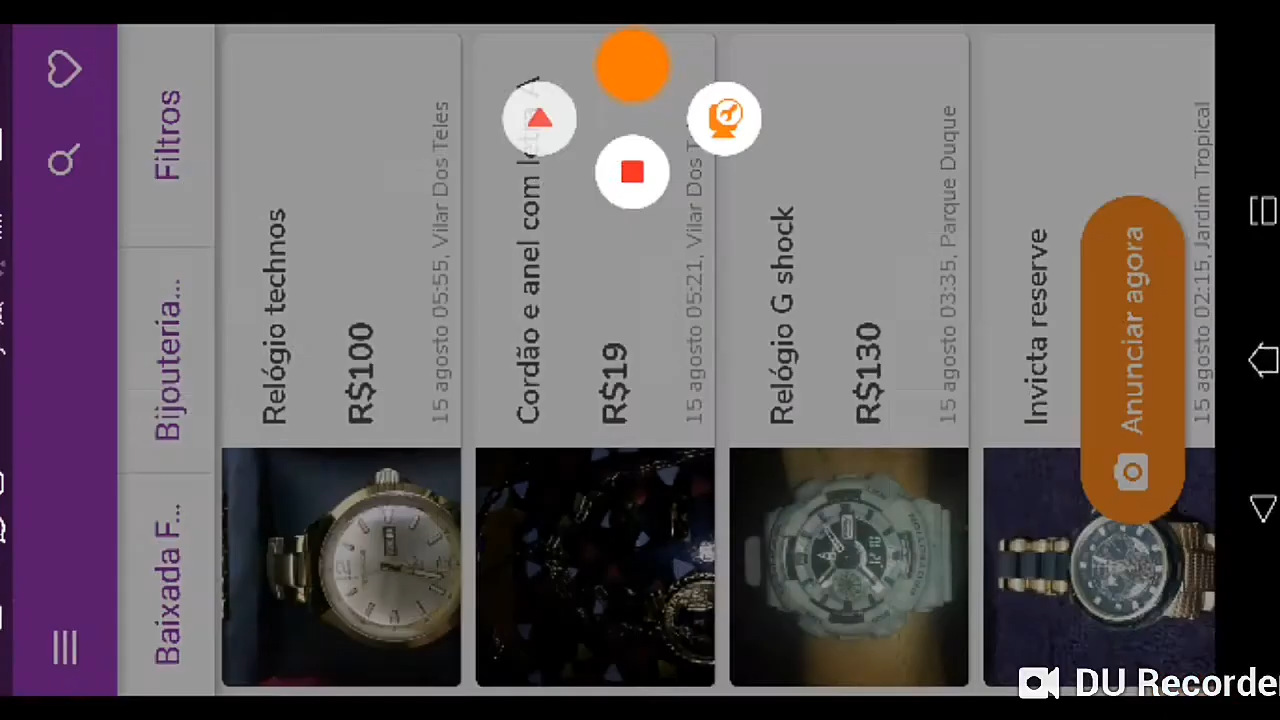 Baixada F...
Bijouteria...
Filtros
Relógio technos
R$100
15 agosto 05:55, Vilar Dos Teles
Cordão e anel com letra A
R$19
15 agosto 05:21, Vilar Dos T
Relógio G shock
R$130
15 agosto 03:35, Parque Duque
Invicta reserve
15 agosto 02:15, Jardim Tropical
Anunciar agora
DU Recorder